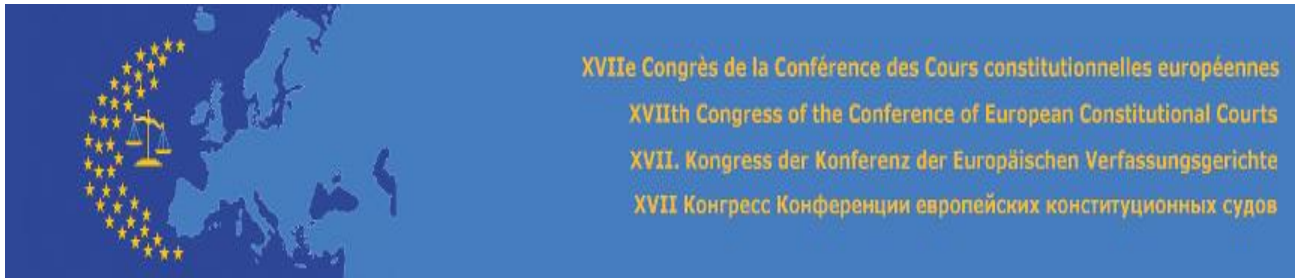 XVIIe Congrès de la Conférence des Cours constitutionnelles européennes
XVIIth Congress of the Conference of European Constitutional Courts
XVII. Kongress der Konferenz der Europäischen Verfassungsgerichte
XVII Конгресс Конференции европейских конституционных судов